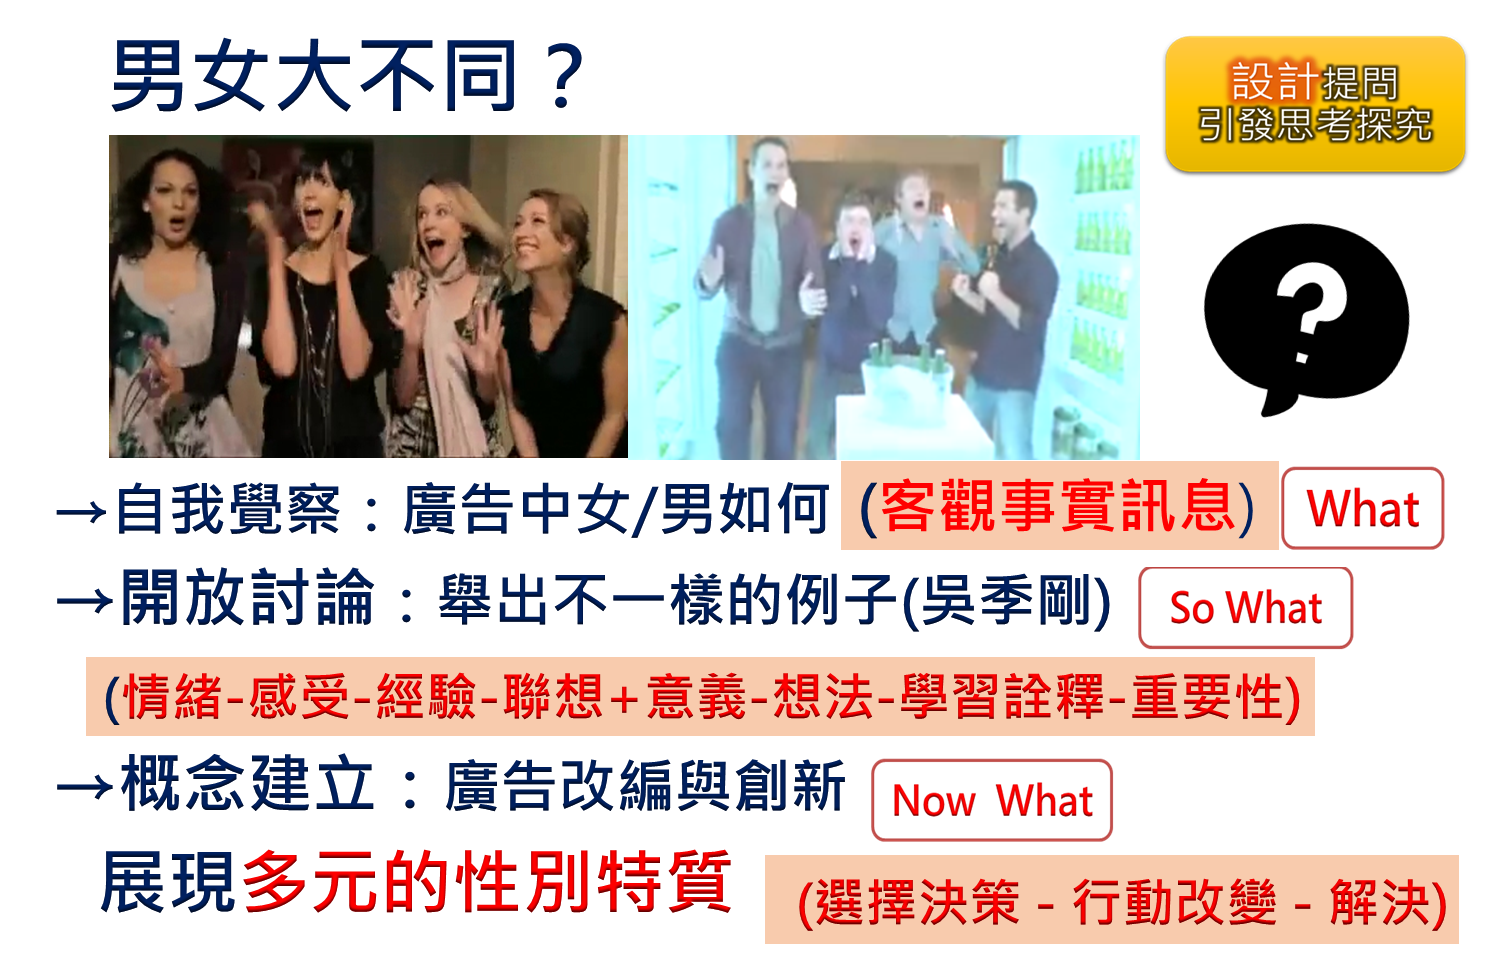 男女大不同？
設計提問
引發思考探究
?
→自我覺察：廣告中女/男如何 (客觀事實訊息) What
→開放討論：舉出不一樣的例子(吳季剛) So What
(情緒-感受-經驗-聯想+意義-想法-學習詮釋-重要性)
→概念建立：廣告改編與創新 Now What
展現多元的性別特質 (選擇決策 - 行動改變 - 解決)